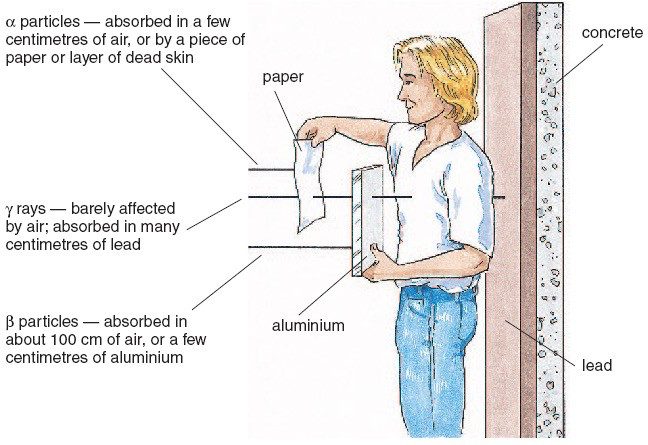 α particles — absorbed in a few
centimetres of air, or by a piece of
paper or layer of dead skin
paper
concrete
γ rays — barely affected
by air; absorbed in many
centimetres of lead
aluminium
β particles — absorbed in
about 100 cm of air, or a few
centimetres of aluminium
lead